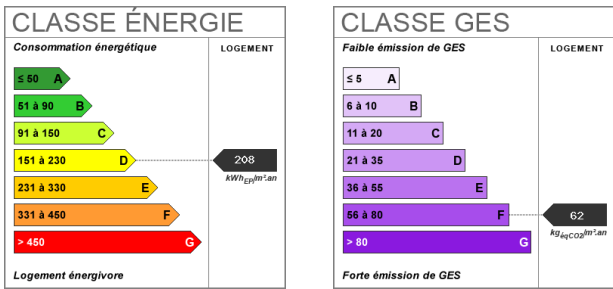 CLASSE ÉNERGIE
Consommation énergétique
LOGEMENT
≤ 50 A
51 à 90 B
91 à 150 C
151 à 230 D
208
kWhEP/m².an
231 à 330 E
331 à 450 F
> 450 G
Logement énergivore
CLASSE GES
Faible émission de GES
LOGEMENT
≤ 5 A
6 à 10 B
11 à 20 C
21 à 35 D
36 à 55 E
56 à 80 F
62
kgéqCO2/m².an
> 80 G
Forte émission de GES